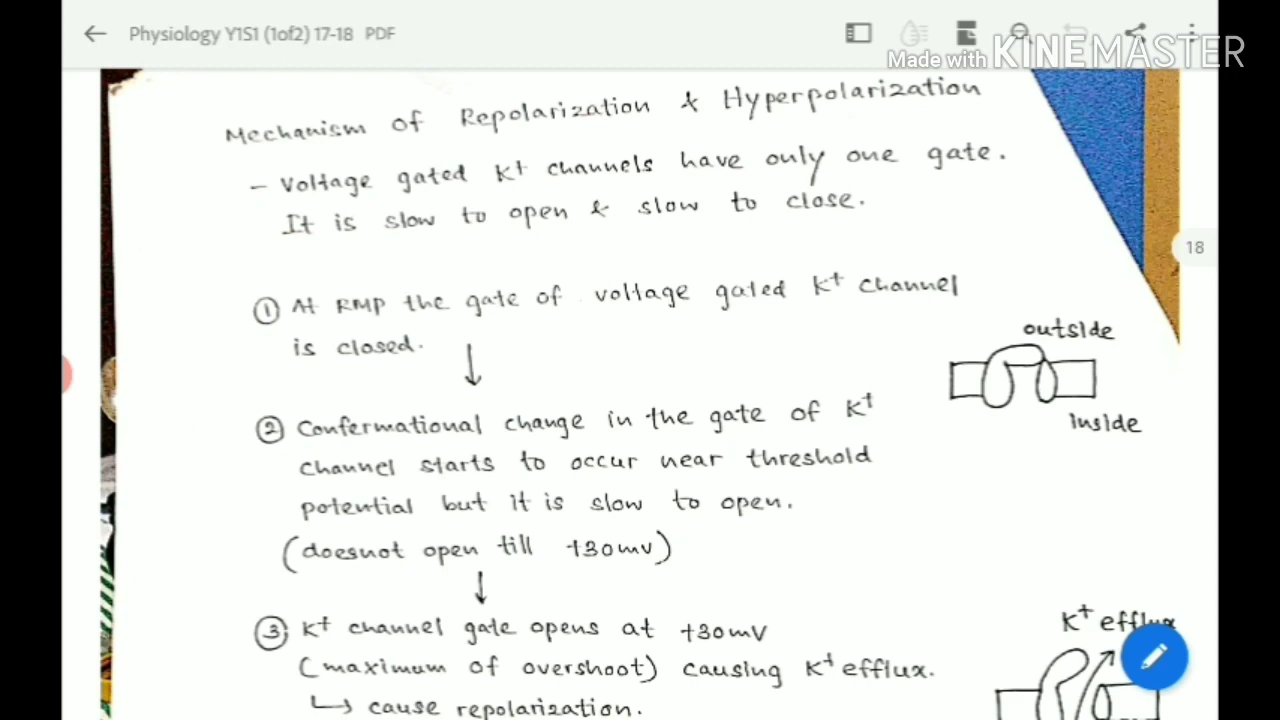 Physiology Y1S1 (1of2) 17-18 PDF
Made with KINEMASTER
Mechanism of Repolarization & Hyperpolarization
- Voltage gated K+ channels have only one gate.
It is slow to open & slow to close.
18
① At RMP the gate of voltage gated K+ channel
is closed.
↓
outside
inside
② Confermational change in the gate of K+
channel starts to occur near threshold
potential but it is slow to open.
(doesnot open till +30mv)
↓
③ K+ channel gate opens at +30mV
(maximum of overshoot) causing K+ efflux.
↳ cause repolarization.
K+ efflux